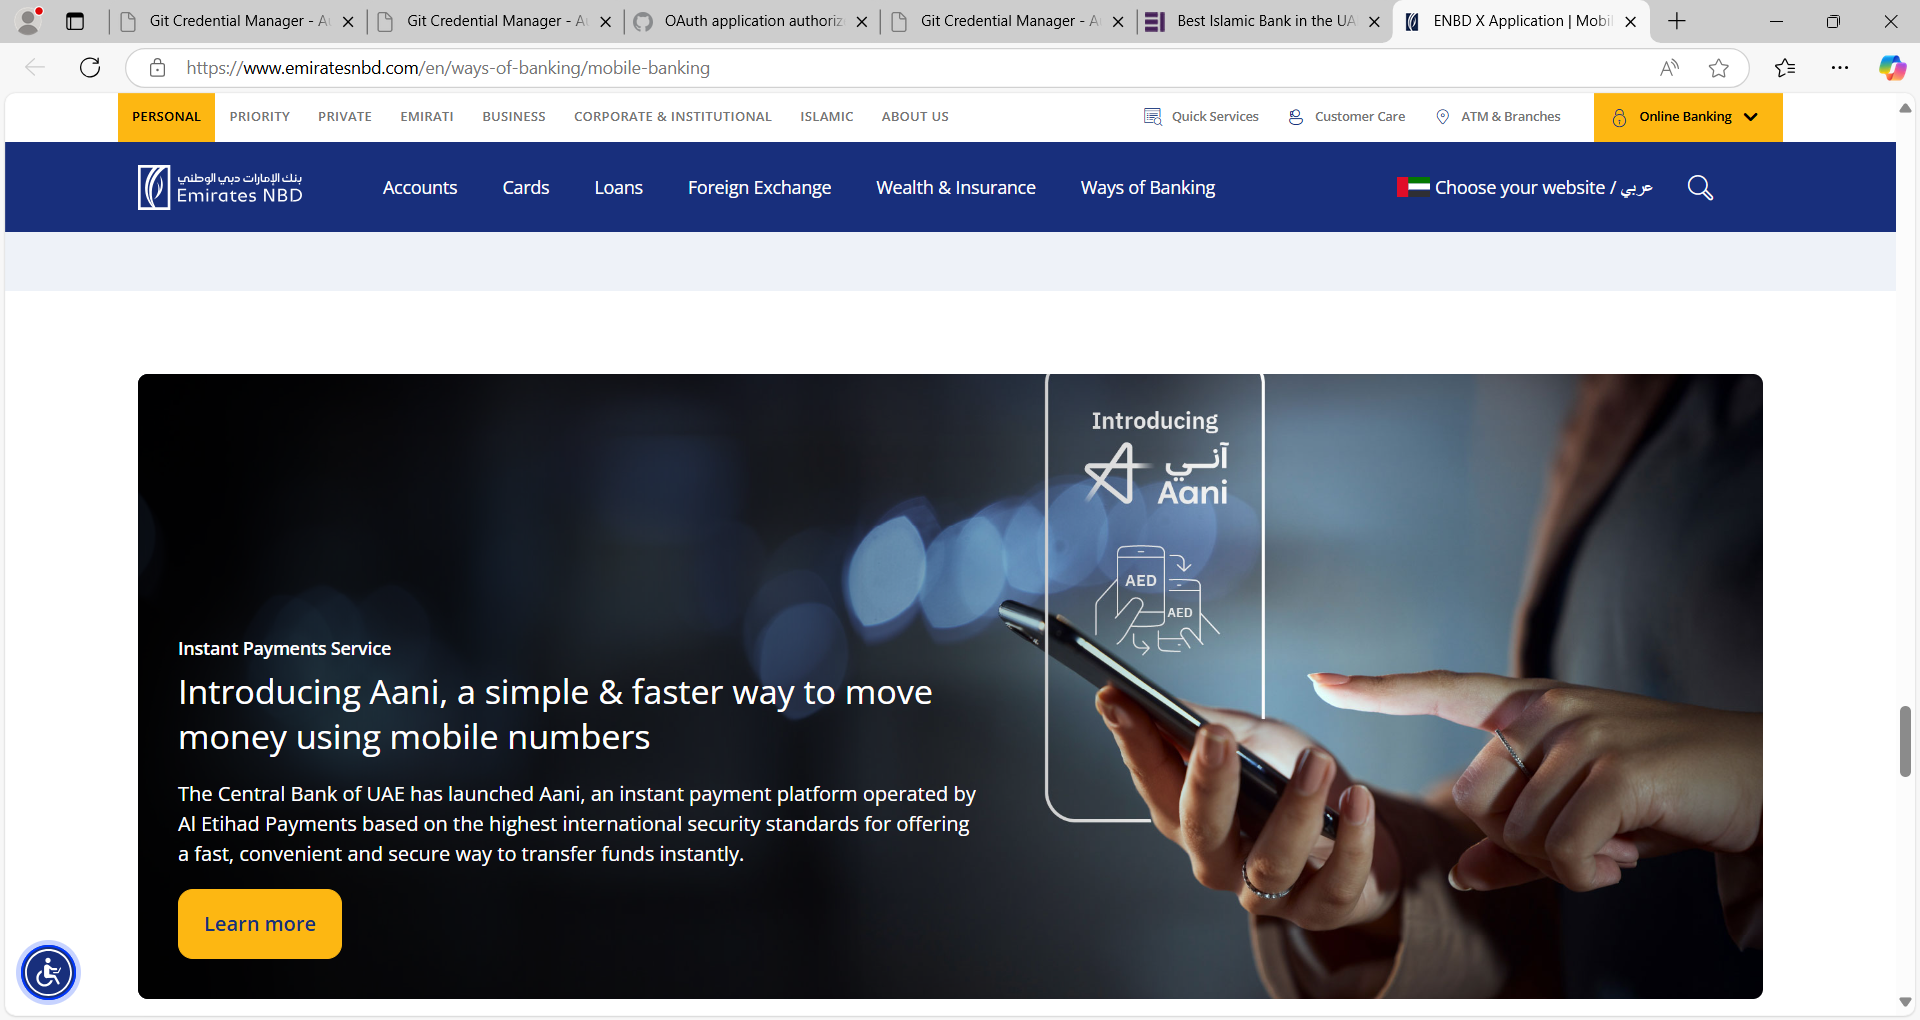 Git Credential Manager - Au
Git Credential Manager - Au
OAuth application authoriz
Git Credential Manager - A
Best Islamic Bank in the UA
ENBD X Application | Mobil
https://www.emiratesnbd.com/en/ways-of-banking/mobile-banking
PERSONAL PRIORITY PRIVATE EMIRATI BUSINESS CORPORATE & INSTITUTIONAL ISLAMIC ABOUT US Quick Services Customer Care ATM & Branches Online Banking
بنك الإمارات دبي الوطني
Emirates NBD
Accounts Cards Loans Foreign Exchange Wealth & Insurance Ways of Banking Choose your website / عربي
Introducing
آني
Aani
AED
AED
Instant Payments Service
Introducing Aani, a simple & faster way to move
money using mobile numbers
The Central Bank of UAE has launched Aani, an instant payment platform operated by
Al Etihad Payments based on the highest international security standards for offering
a fast, convenient and secure way to transfer funds instantly.
Learn more